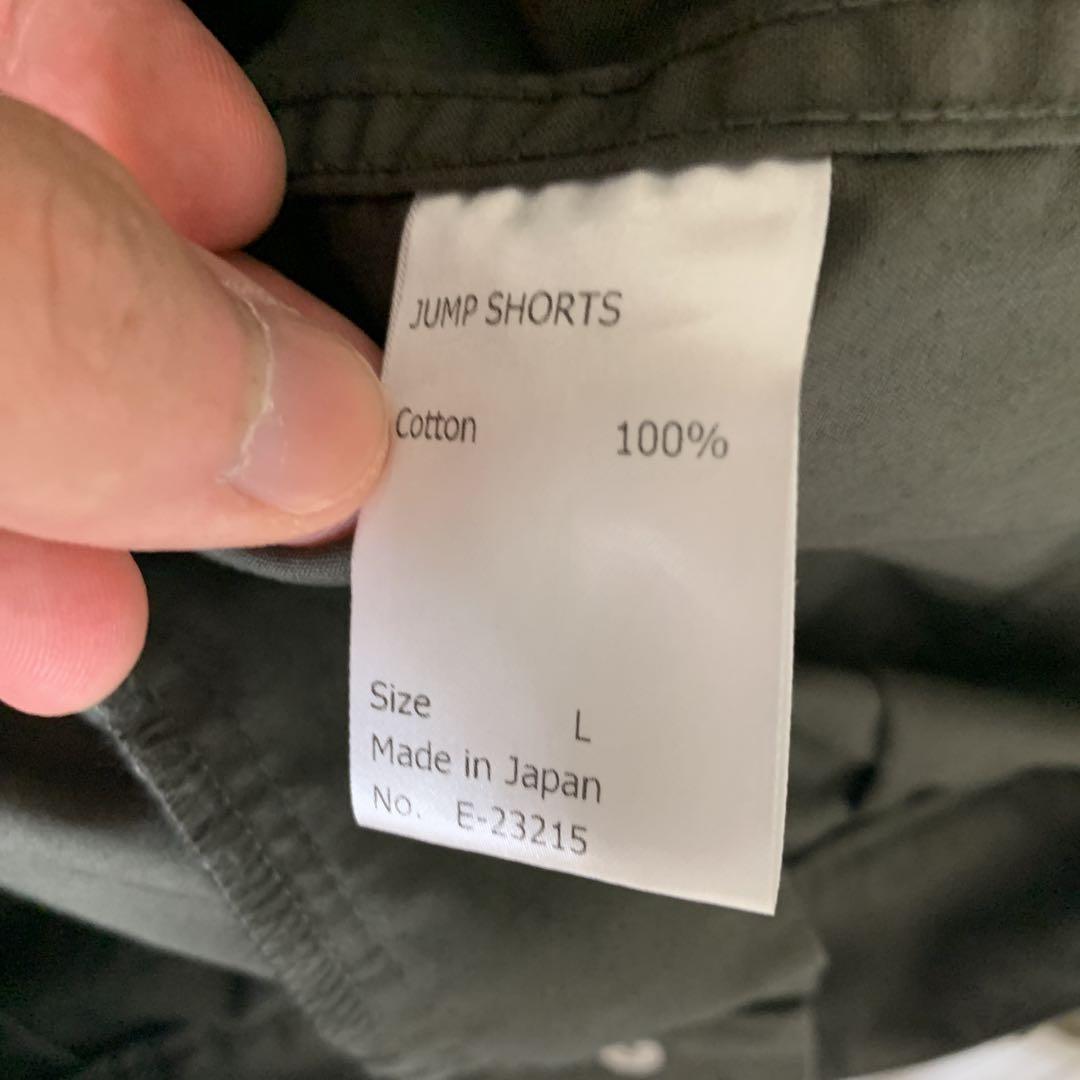 JUMP SHORTS
Cotton 100%
Size L
Made in Japan
No. E-23215